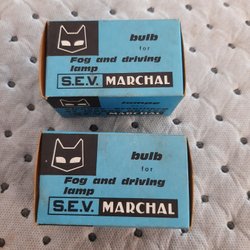 bulb
for
Fog and driving
lamp
S.E.V. MARCHAL
bulb
for
Fog and driving
lamp
S.E.V. MARCHAL